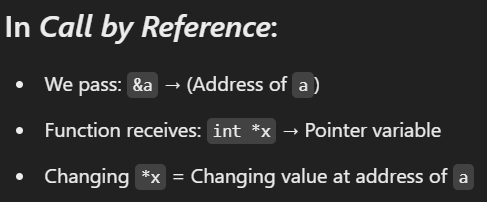 In Call by Reference:
• We pass: &a → (Address of a)
• Function receives: int *x → Pointer variable
• Changing *x = Changing value at address of a